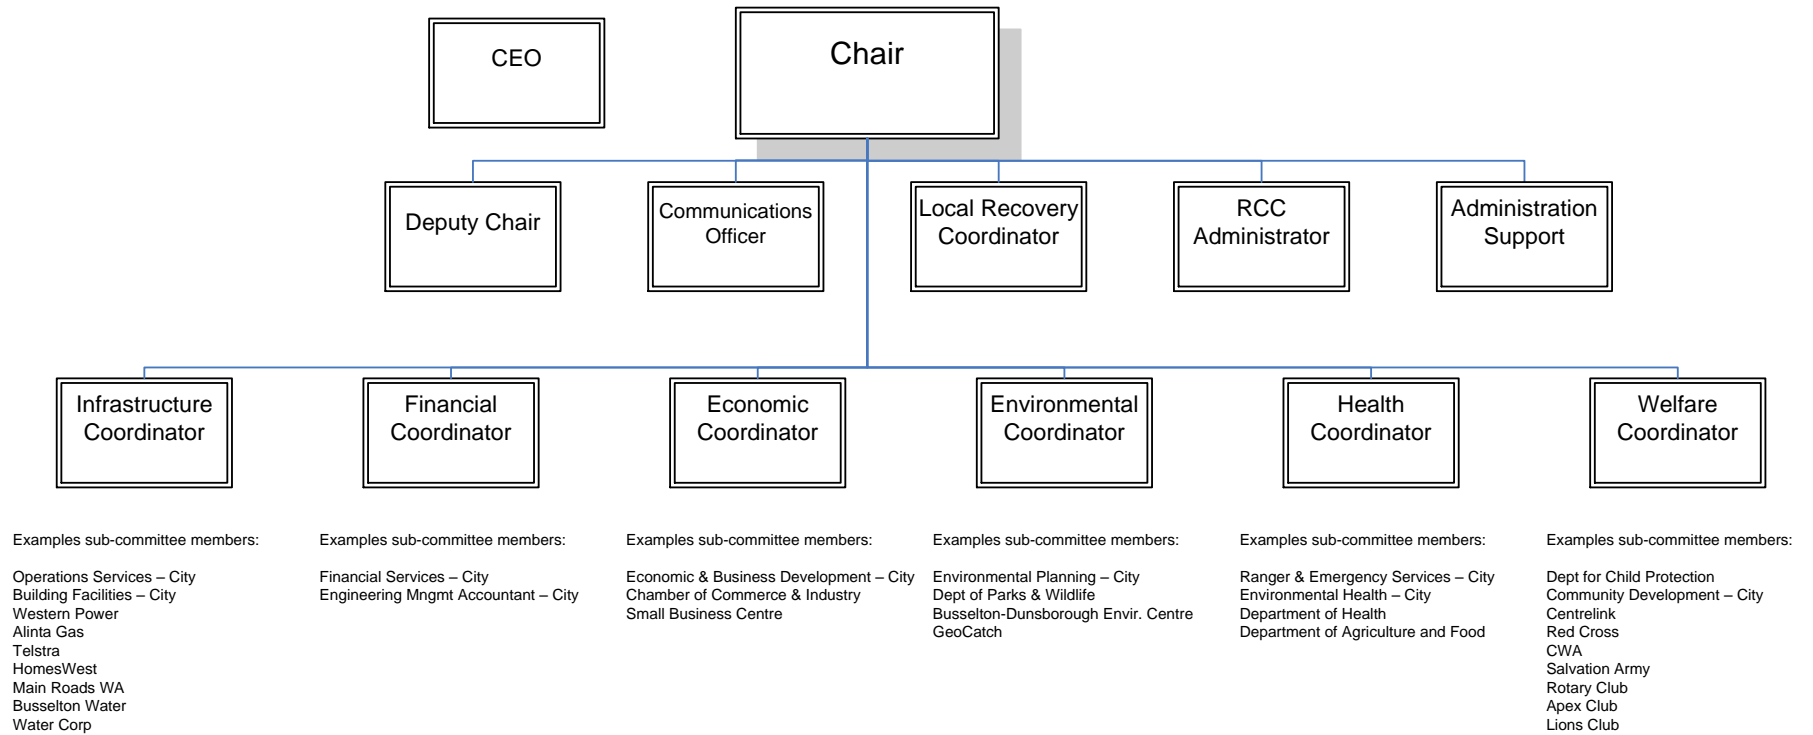 CEO
Chair
Deputy Chair
Communications
Officer
Local Recovery
Coordinator
RCC
Administrator
Administration
Support
Infrastructure
Coordinator
Financial
Coordinator
Economic
Coordinator
Environmental
Coordinator
Health
Coordinator
Welfare
Coordinator
Examples sub-committee members:
Operations Services – City
Building Facilities – City
Western Power
Alinta Gas
Telstra
HomesWest
Main Roads WA
Busselton Water
Water Corp
Examples sub-committee members:
Financial Services – City
Engineering Mngmt Accountant – City
Examples sub-committee members:
Economic & Business Development – City
Chamber of Commerce & Industry
Small Business Centre
Examples sub-committee members:
Environmental Planning – City
Dept of Parks & Wildlife
Busselton-Dunsborough Envir. Centre
GeoCatch
Examples sub-committee members:
Ranger & Emergency Services – City
Environmental Health – City
Department of Health
Department of Agriculture and Food
Examples sub-committee members:
Dept for Child Protection
Community Development – City
Centrelink
Red Cross
CWA
Salvation Army
Rotary Club
Apex Club
Lions Club